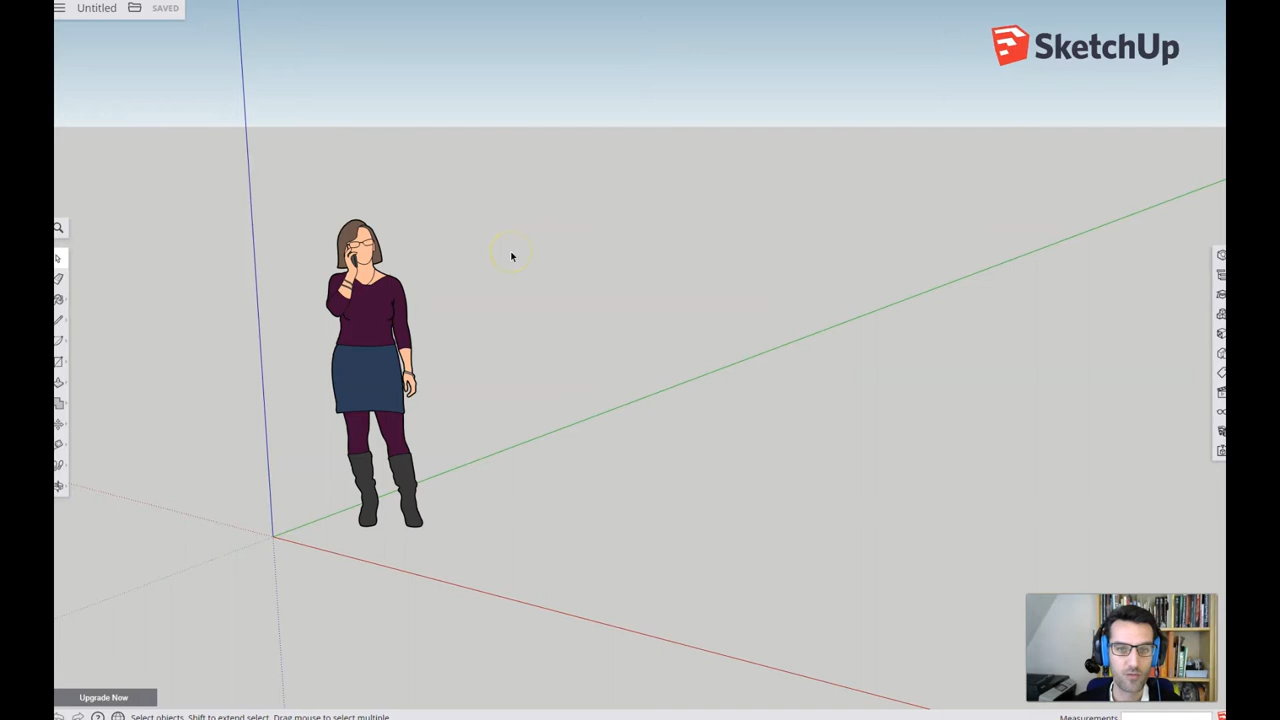 Untitled
SAVED
SketchUp
Upgrade Now
Select objects. Shift to extend select. Drag mouse to select multiple.
Measurements